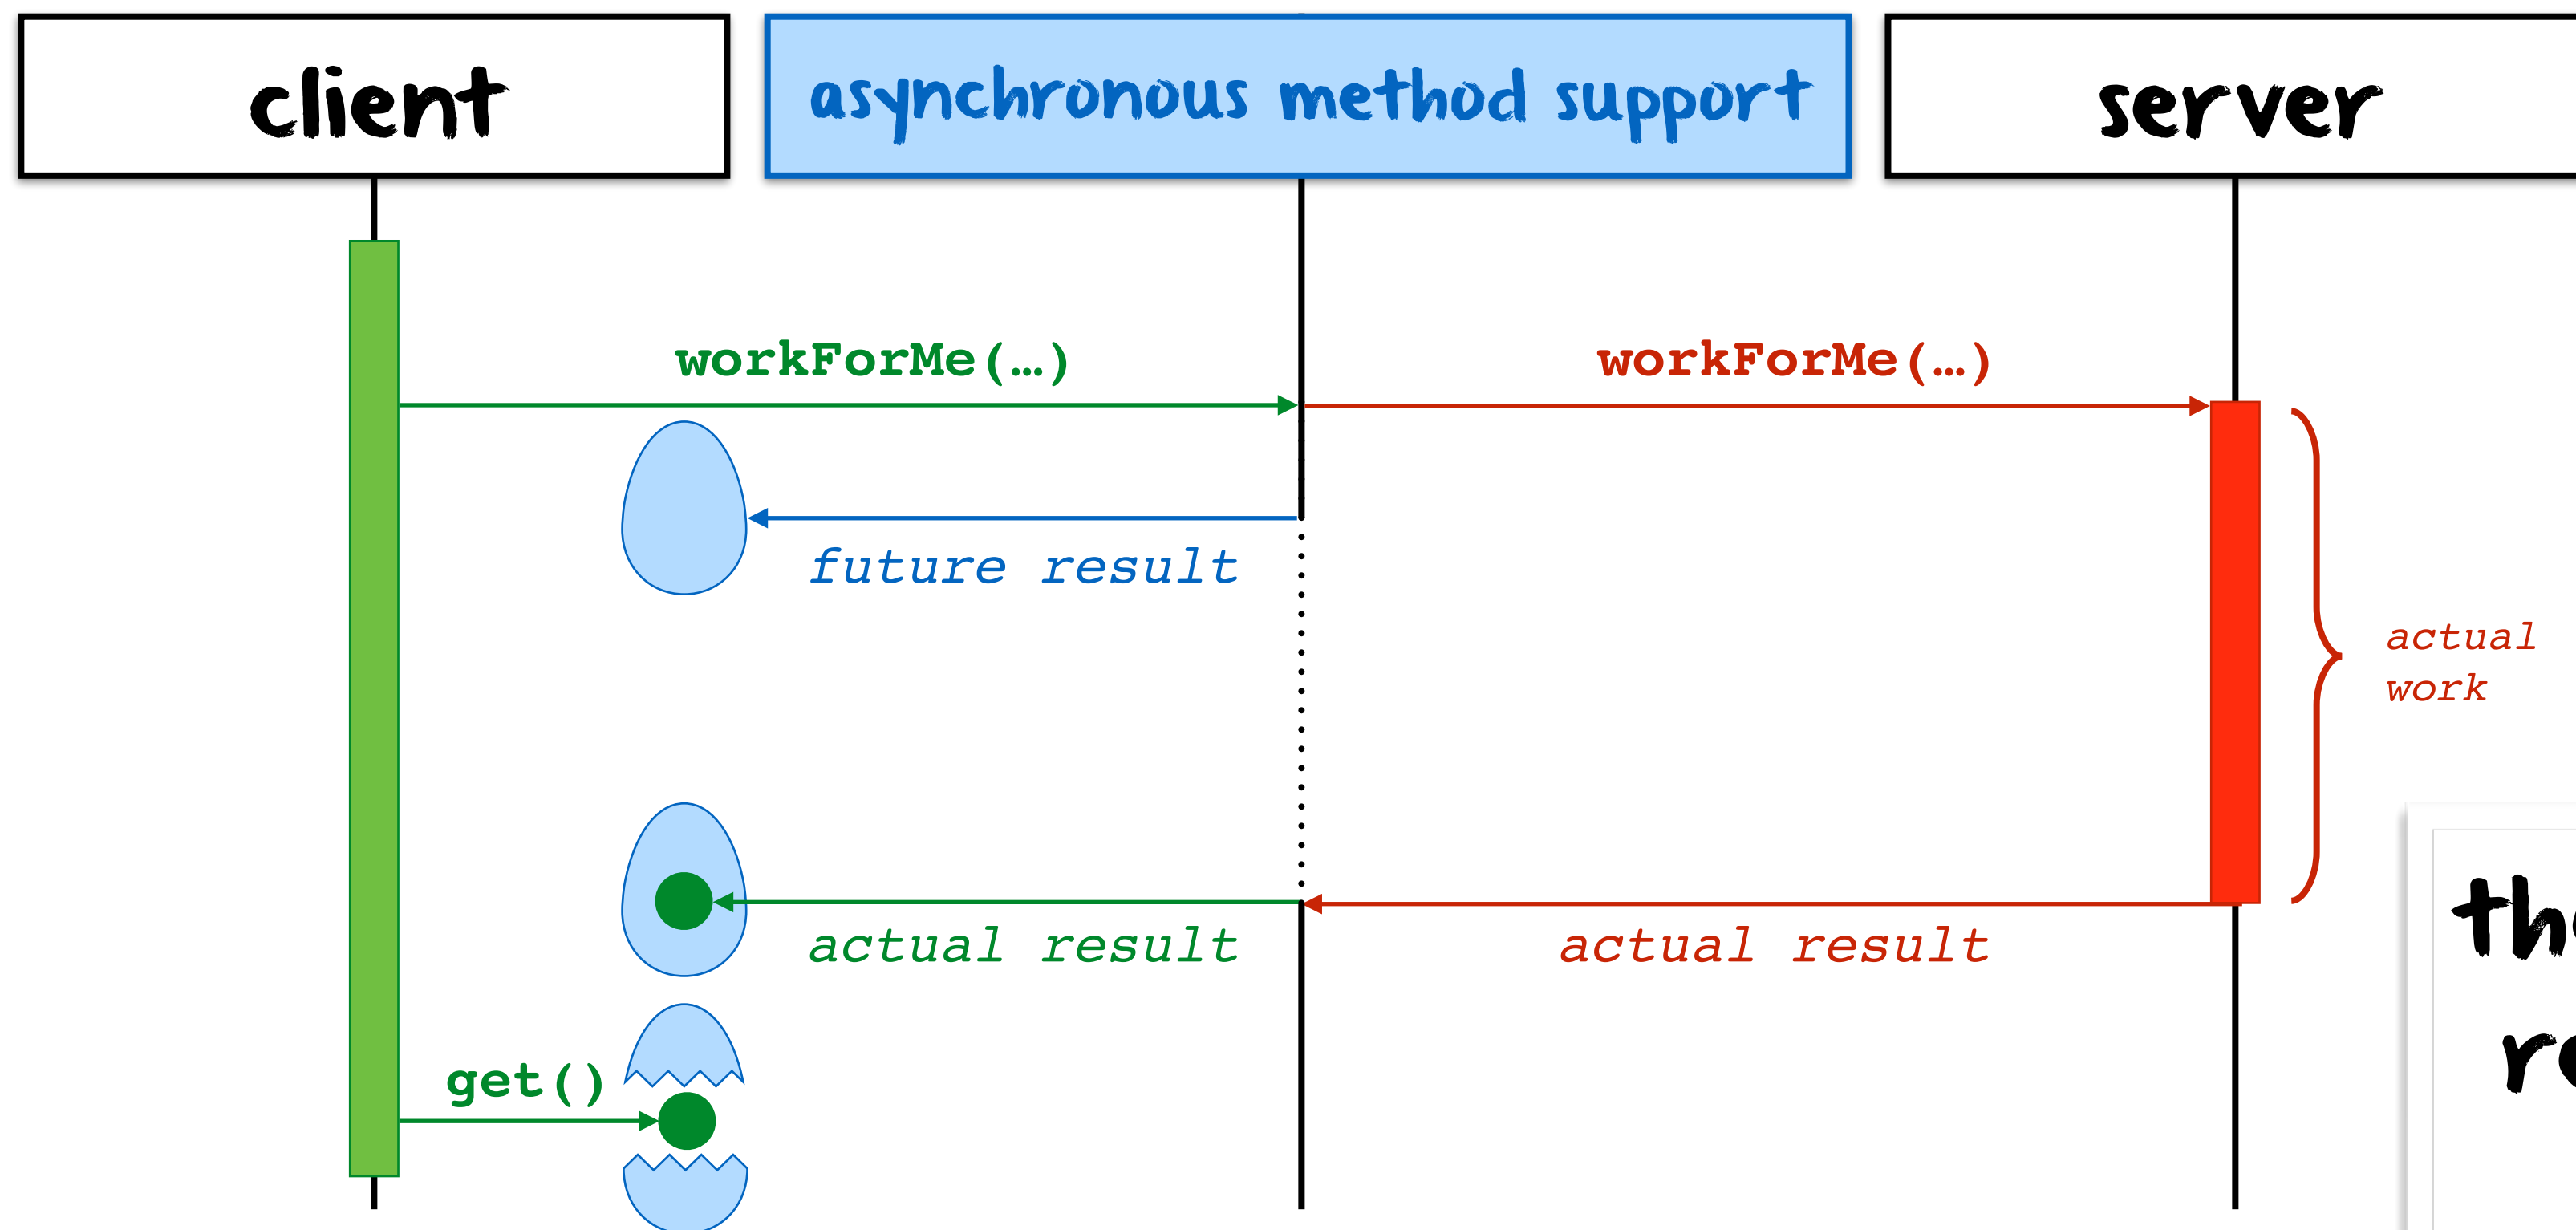 client
asynchronous method support
server
workForMe(…)
workForMe(…)
future result
actual
work
actual result
actual result
get()